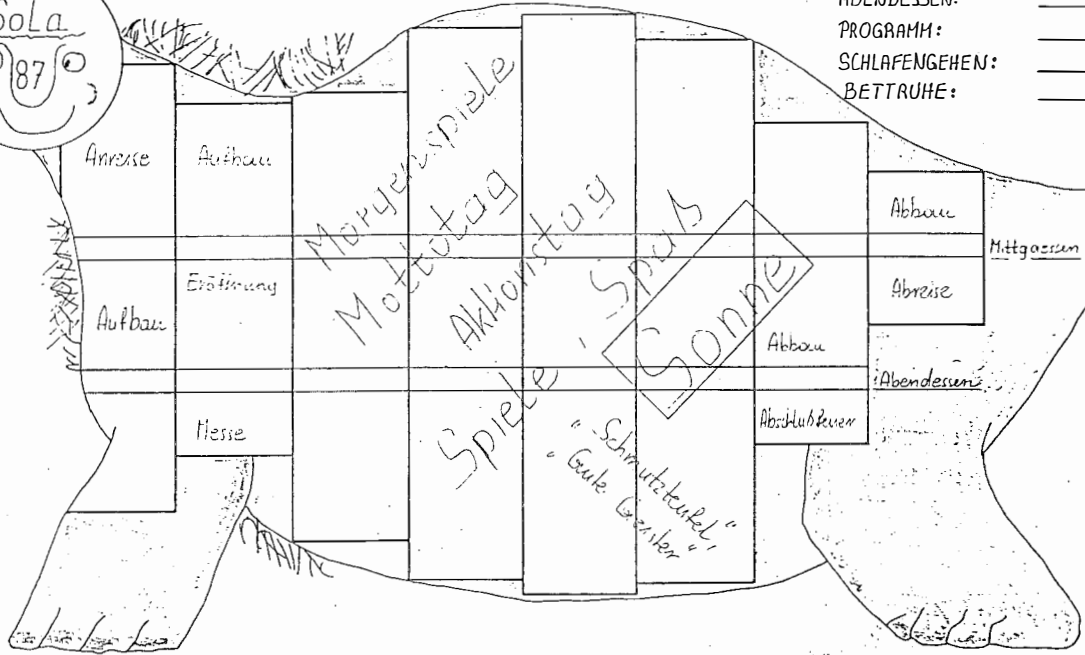 SoLa
87
ABENDESSEN:
PROGRAMM:
SCHLAFENGEHEN:
BETTRUHE:
Anreise
Aufbau
Morgenspiele
Mottotag
Aktionstag
Spiele, Spaß
Sonne
Abbau
Mittgaessen
Eröffnung
Aufbau
Abreise
Abbau
Abendessen
Messe
Abschlußfeuer
"Schmutzteufel",
"Gute Geister"